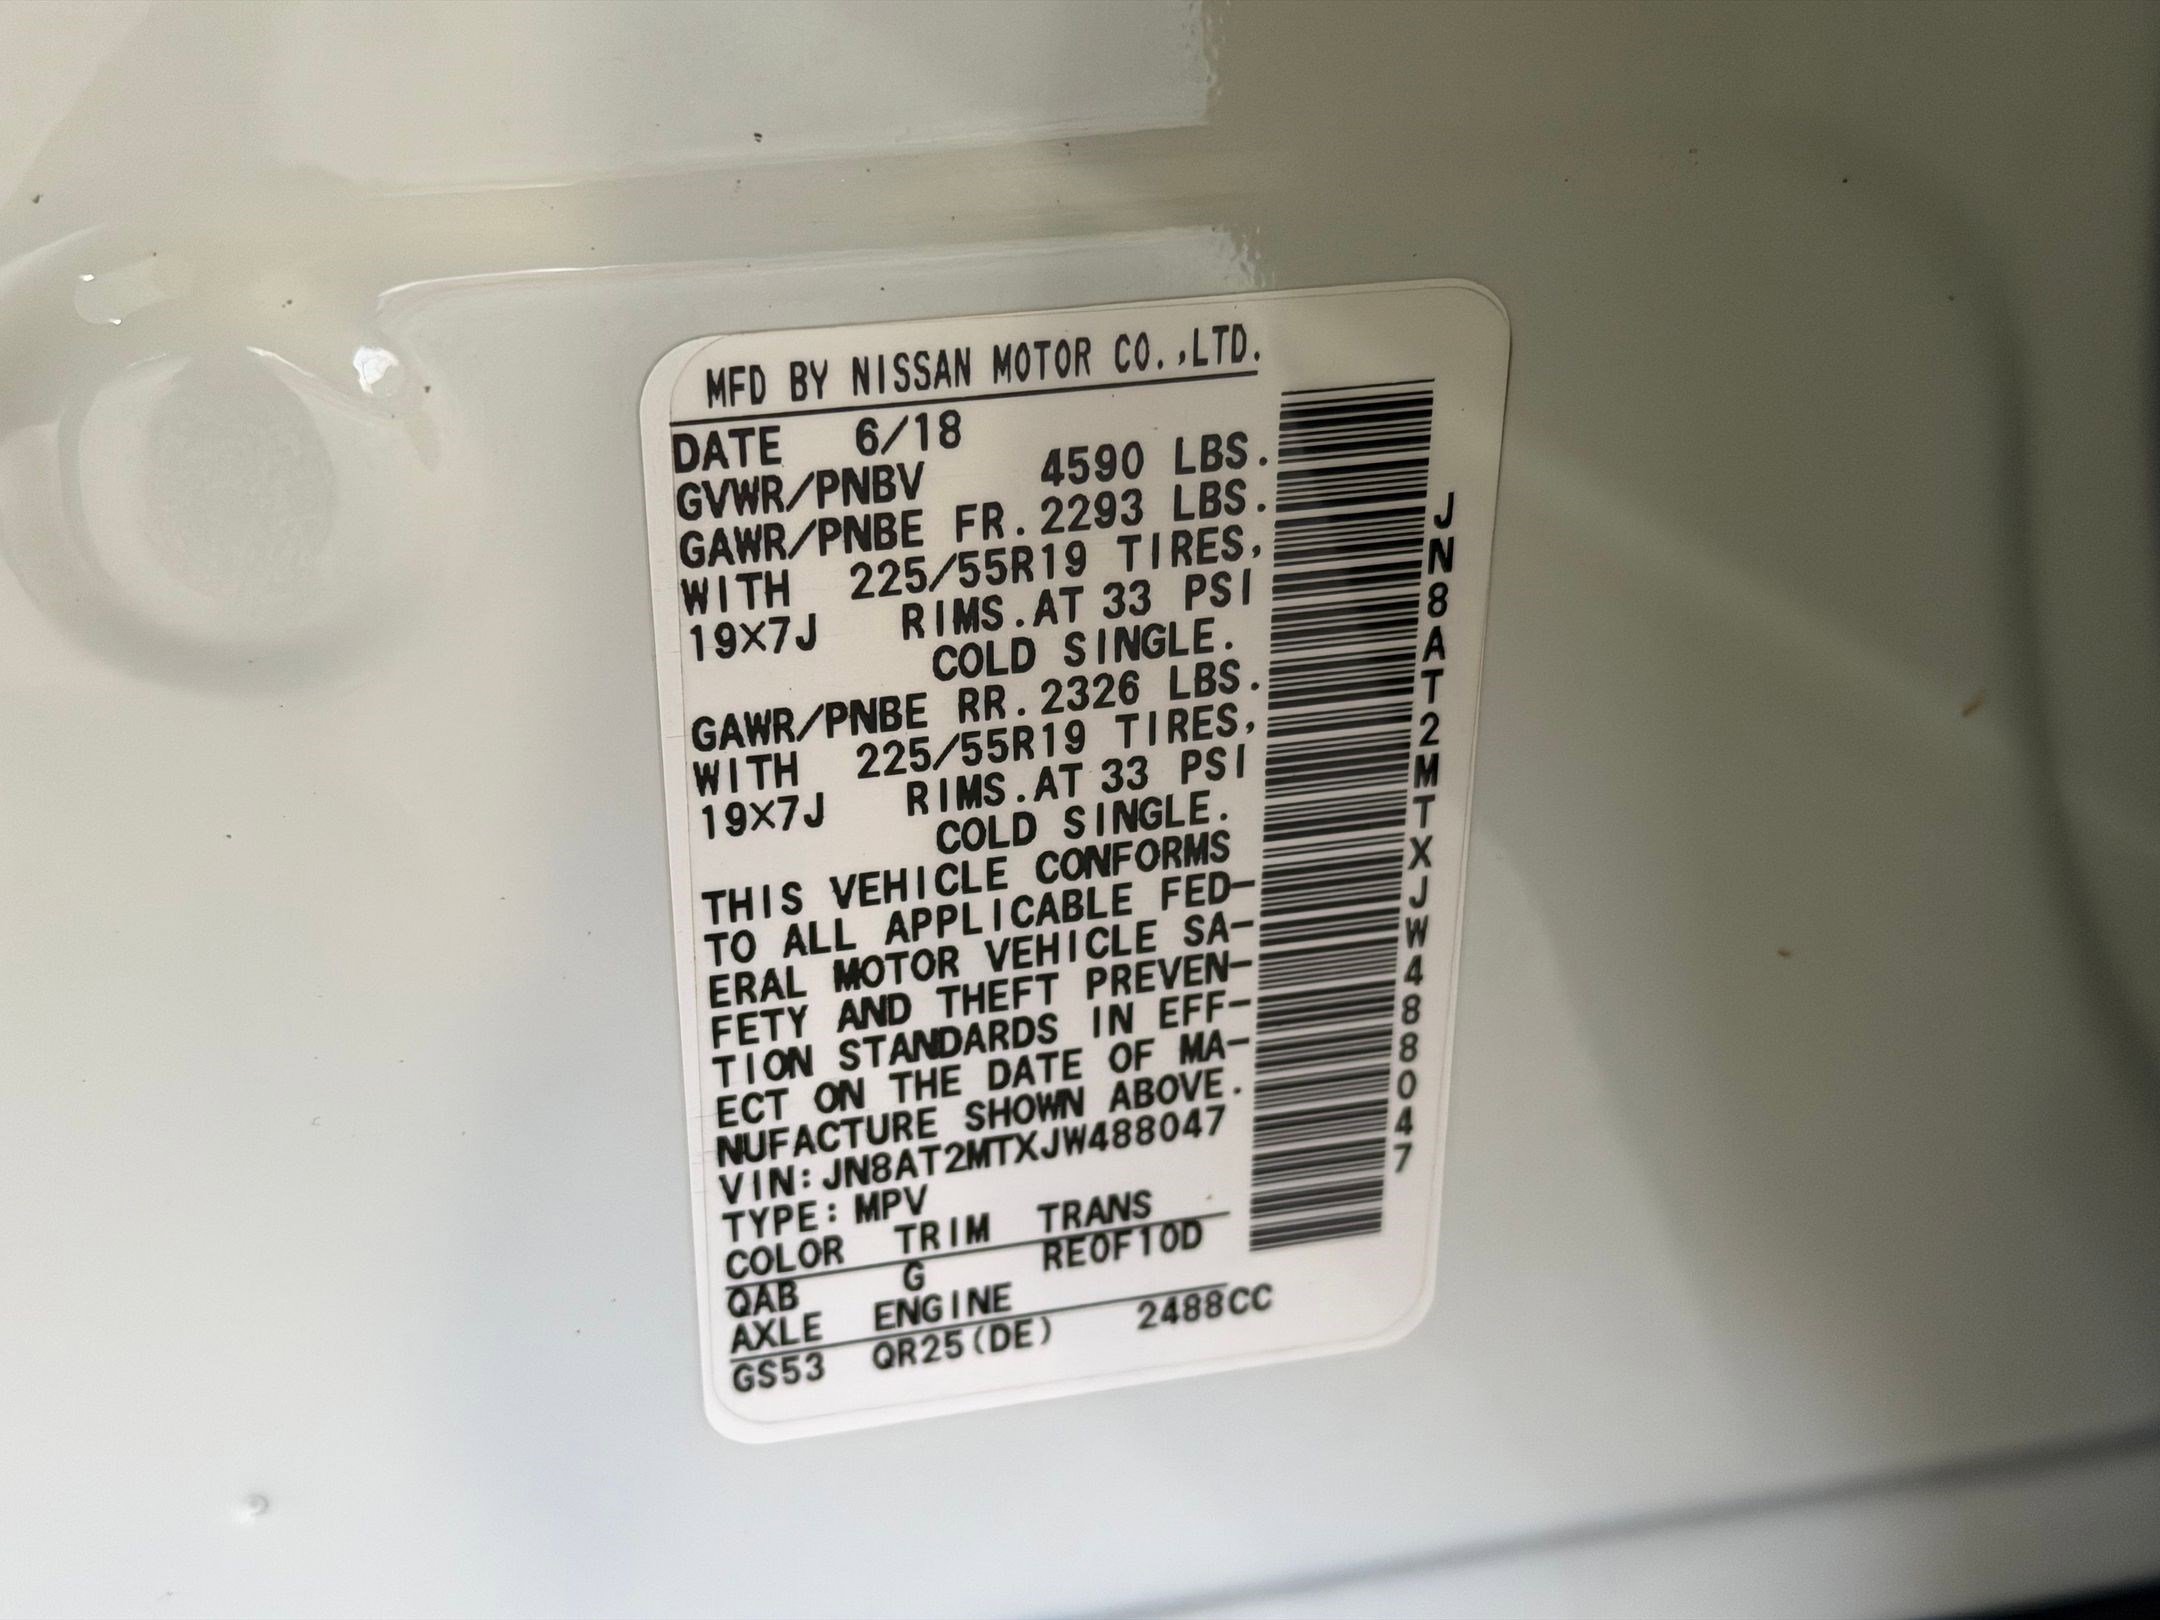 MFD BY NISSAN MOTOR CO.,LTD.
DATE 6/18
GVWR/PNBV 4590 LBS.
GAWR/PNBE FR. 2293 LBS.
WITH 225/55R19 TIRES,
19X7J RIMS. AT 33 PSI
COLD SINGLE.
GAWR/PNBE RR. 2326 LBS.
WITH 225/55R19 TIRES,
19X7J RIMS. AT 33 PSI
COLD SINGLE.
THIS VEHICLE CONFORMS
TO ALL APPLICABLE FED-
ERAL MOTOR VEHICLE SA-
FETY AND THEFT PREVEN-
TION STANDARDS IN EFF-
ECT ON THE DATE OF MA-
NUFACTURE SHOWN ABOVE.
VIN: JN8AT2MTXJW488047
TYPE: MPV
COLOR TRIM TRANS
QAB G RE0F10D
AXLE ENGINE
GS53 QR25(DE) 2488CC
JN8AT2MTXJW488047